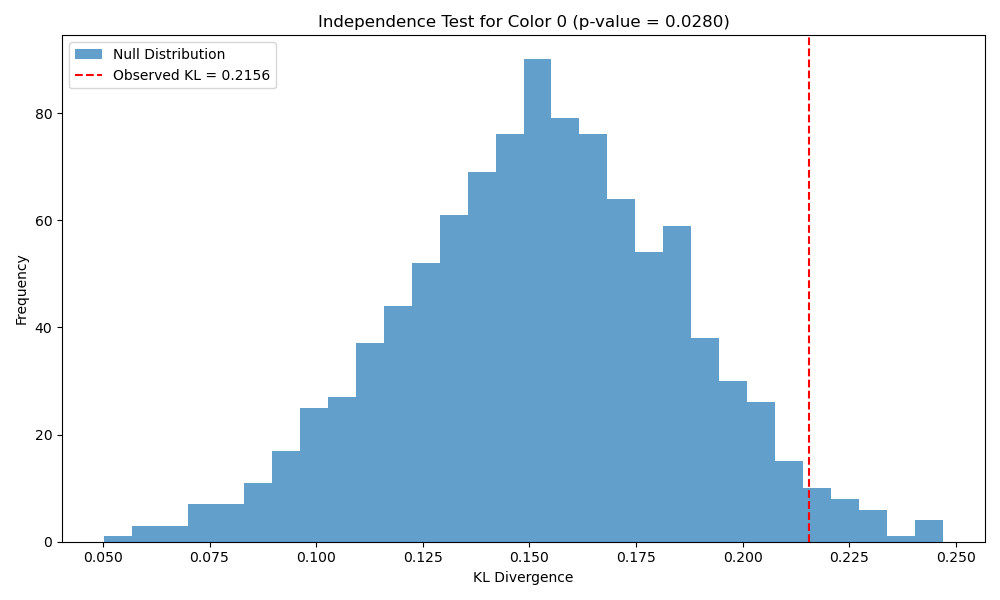 Independence Test for Color 0 (p-value = 0.0280)
Null Distribution
Observed KL = 0.2156
Frequency
80
60
40
20
0
0.050 0.075 0.100 0.125 0.150 0.175 0.200 0.225 0.250
KL Divergence